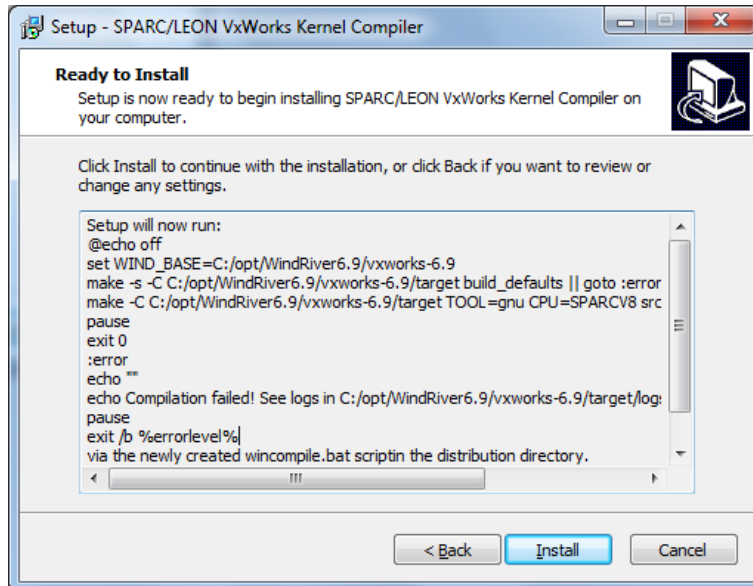 Setup - SPARC/LEON VxWorks Kernel Compiler
Ready to Install
Setup is now ready to begin installing SPARC/LEON VxWorks Kernel Compiler on
your computer.
Click Install to continue with the installation, or click Back if you want to review or
change any settings.
Setup will now run:
@echo off
set WIND_BASE=C:/opt/WindRiver6.9/vxworks-6.9
make -s -C C:/opt/WindRiver6.9/vxworks-6.9/target build_defaults || goto :error
make -C C:/opt/WindRiver6.9/vxworks-6.9/target TOOL=gnu CPU=SPARCV8 src
pause
exit 0
:error
echo ""
echo Compilation failed! See logs in C:/opt/WindRiver6.9/vxworks-6.9/target/logs
pause
exit /b %errorlevel%
via the newly created wincompile.bat scriptin the distribution directory.
< Back
Install
Cancel